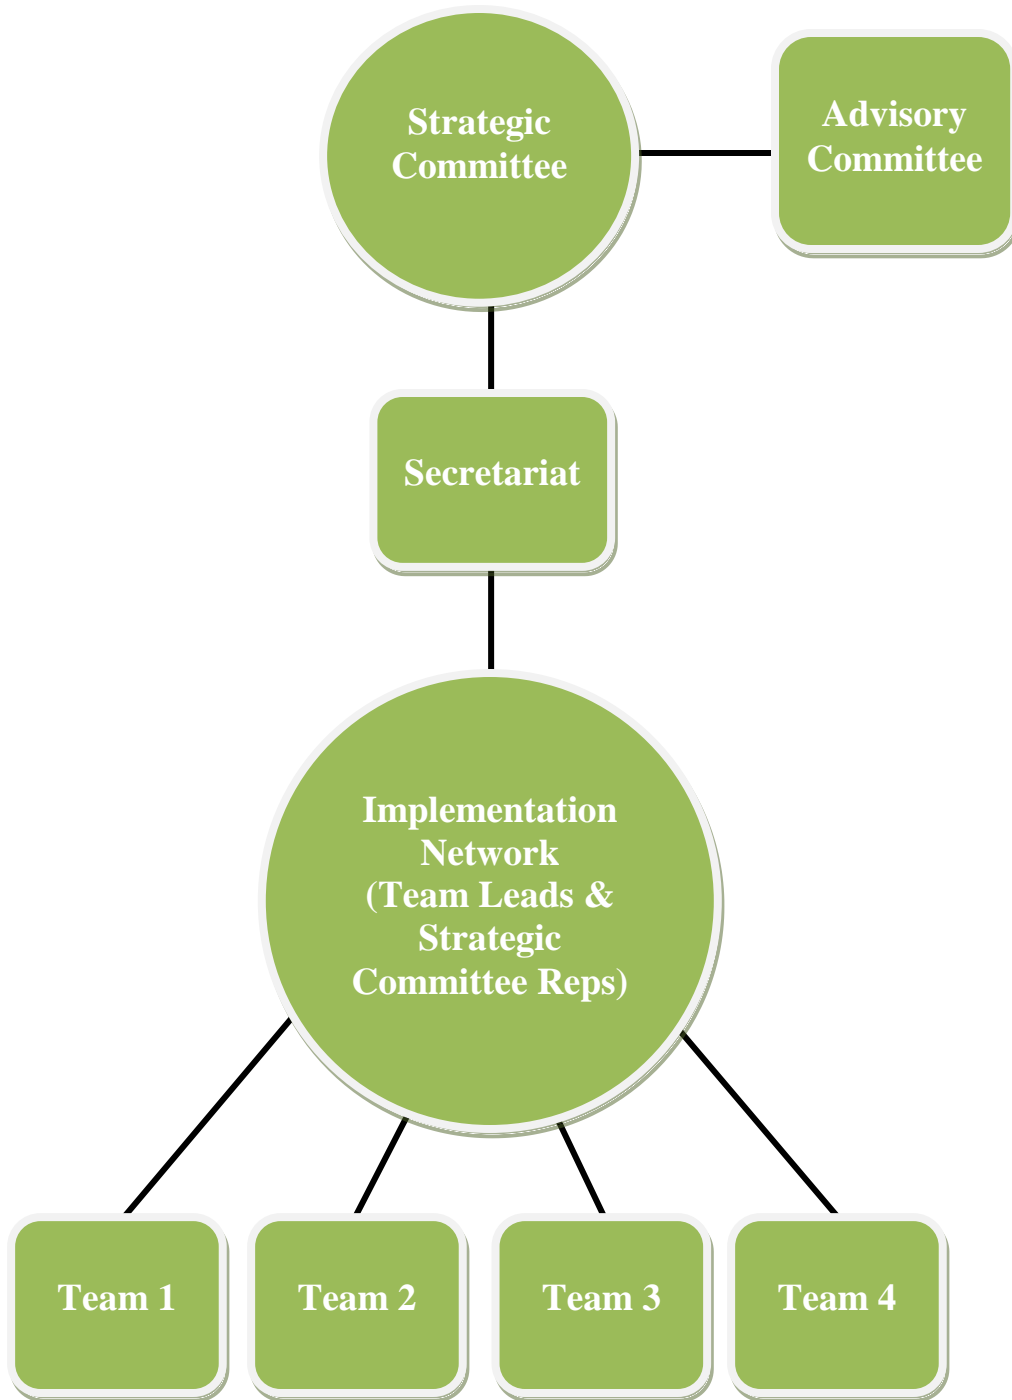 Strategic
Committee
Advisory
Committee
Secretariat
Implementation
Network
(Team Leads &
Strategic
Committee Reps)
Team 1
Team 2
Team 3
Team 4